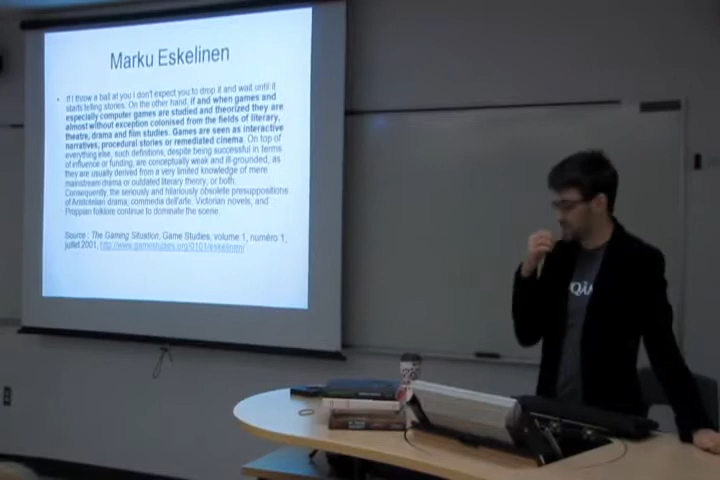 Marku Eskelinen
• If I throw a ball at you I don't expect you to drop it and wait until it
starts telling stories. On the other hand, if and when games and
especially computer games are studied and theorized they are
almost without exception colonised from the fields of literary,
theatre, drama and film studies. Games are seen as interactive
narratives, procedural stories or remediated cinema. On top of
everything else, such definitions, despite being successful in terms
of influence or funding, are conceptually weak and ill-grounded, as
they are usually derived from a very limited knowledge of mere
mainstream drama or outdated literary theory, or both.
Consequently, the seriously and hilariously obsolete presuppositions
of Aristotelian drama, commedia dell'arte, Victorian novels, and
Proppian folklore continue to dominate the scene.
Source : The Gaming Situation, Game Studies, volume 1, numéro 1,
juillet 2001, http://www.gamestudies.org/0101/eskelinen/
UQÀM